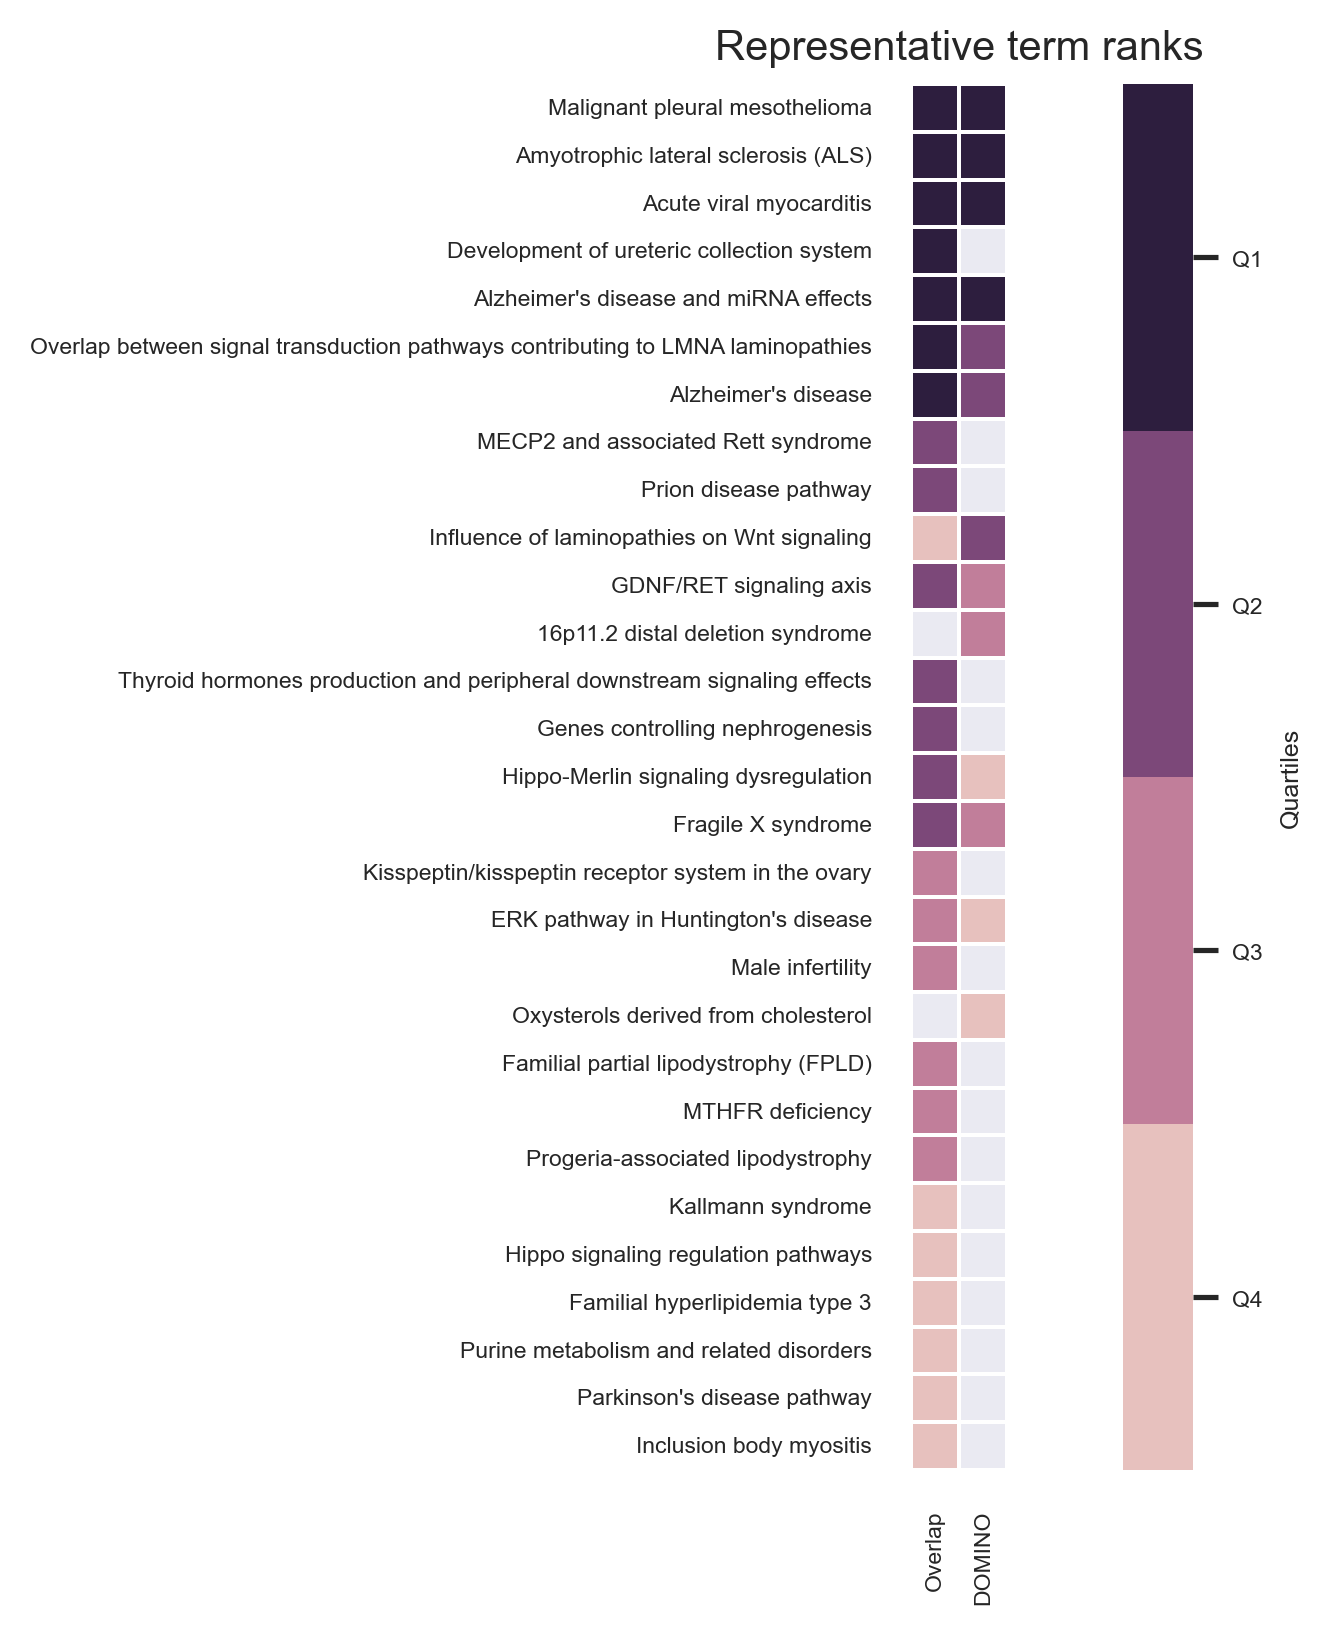 Representative term ranks
Malignant pleural mesothelioma
Amyotrophic lateral sclerosis (ALS)
Acute viral myocarditis
Development of ureteric collection system
Alzheimer's disease and miRNA effects
Overlap between signal transduction pathways contributing to LMNA laminopathies
Alzheimer's disease
MECP2 and associated Rett syndrome
Prion disease pathway
Influence of laminopathies on Wnt signaling
GDNF/RET signaling axis
16p11.2 distal deletion syndrome
Thyroid hormones production and peripheral downstream signaling effects
Genes controlling nephrogenesis
Hippo-Merlin signaling dysregulation
Fragile X syndrome
Kisspeptin/kisspeptin receptor system in the ovary
ERK pathway in Huntington's disease
Male infertility
Oxysterols derived from cholesterol
Familial partial lipodystrophy (FPLD)
MTHFR deficiency
Progeria-associated lipodystrophy
Kallmann syndrome
Hippo signaling regulation pathways
Familial hyperlipidemia type 3
Purine metabolism and related disorders
Parkinson's disease pathway
Inclusion body myositis
Overlap
DOMINO
Q1
Q2
Q3
Q4
Quartiles